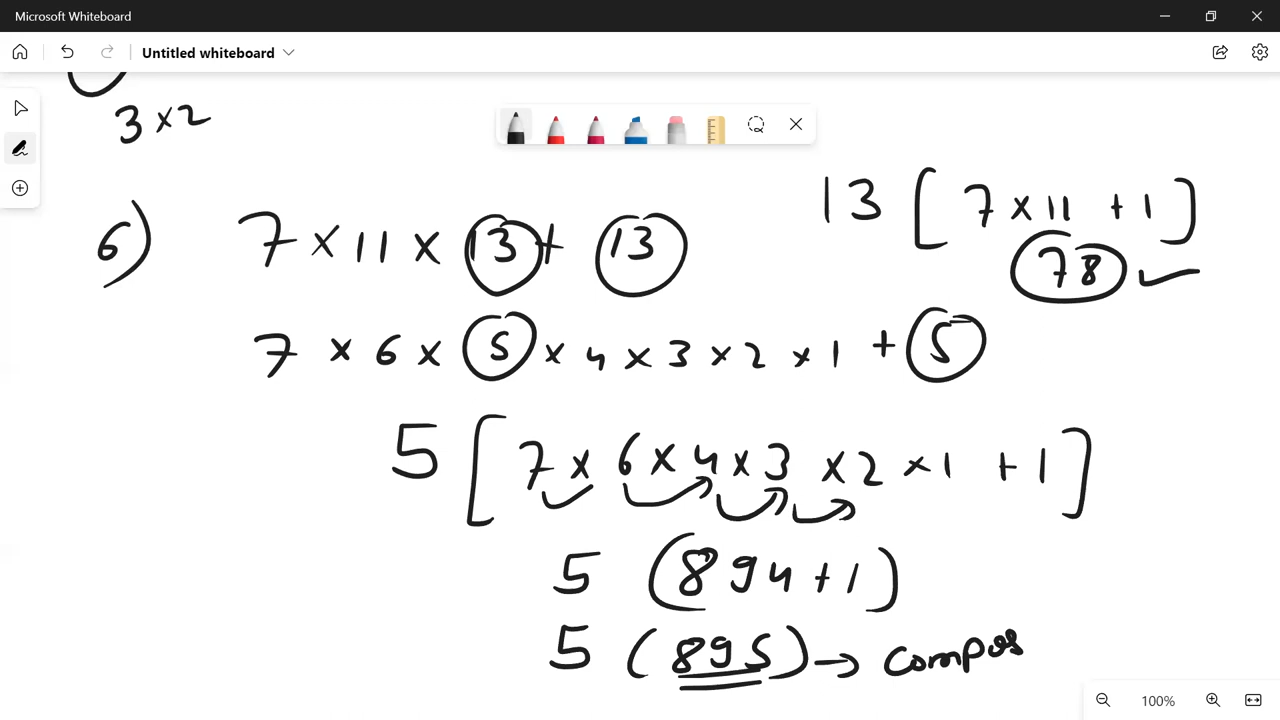 Microsoft Whiteboard
Untitled whiteboard
3 x 2
6) 7 x 11 x 13 + 13
13 [ 7 x 11 + 1 ]
78
7 x 6 x 5 x 4 x 3 x 2 x 1 + 5
5 [ 7 x 6 x 4 x 3 x 2 x 1 + 1 ]
5 ( 894 + 1 )
5 ( 895 ) → compos
100%